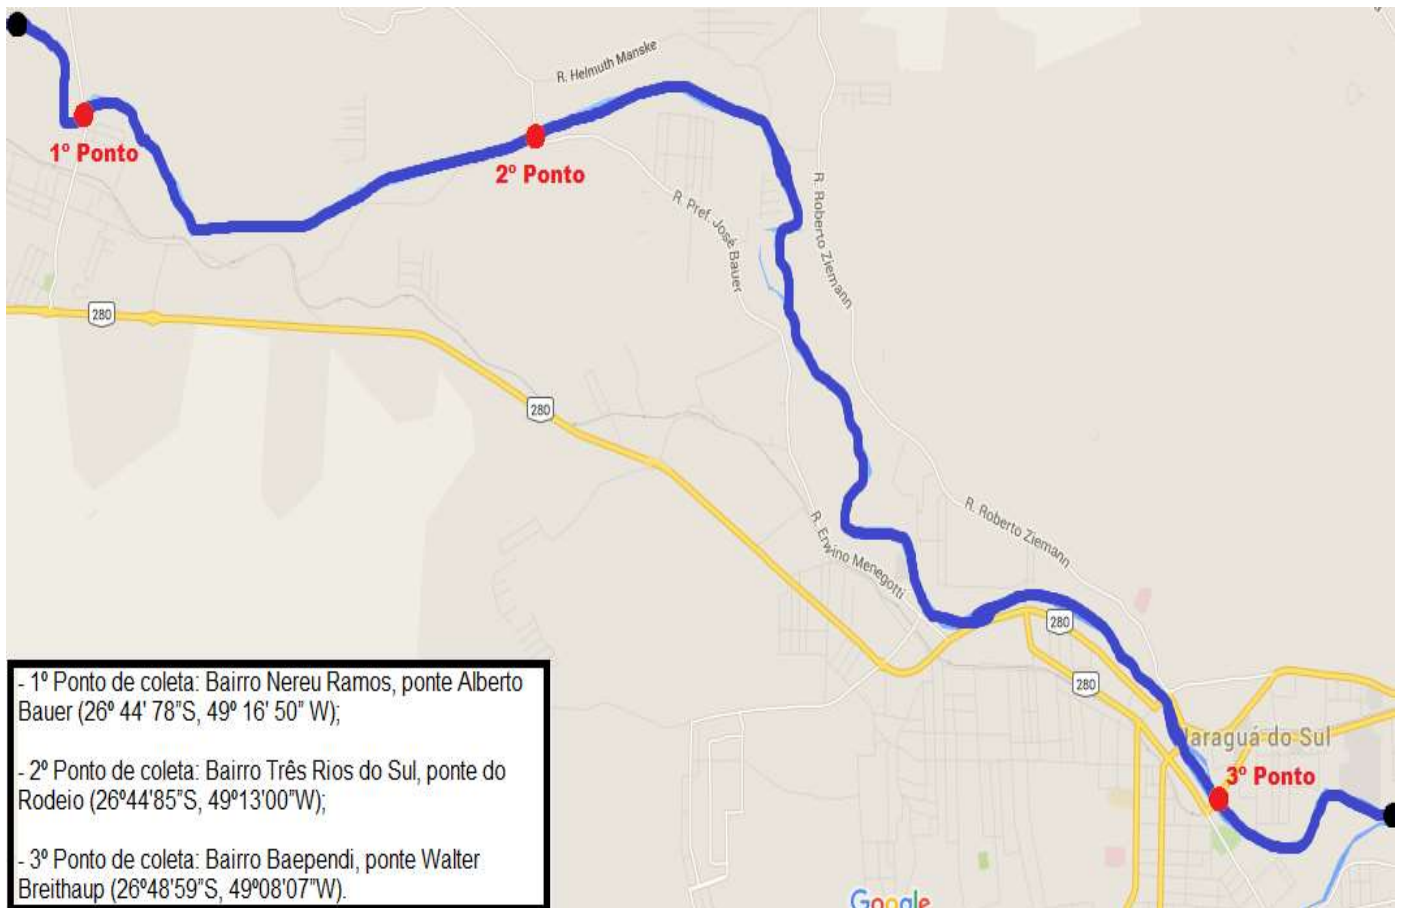 R. Helmuth Manske
1º Ponto
2º Ponto
R. Pref. José Bauer
R. Roberto Ziemann
280
280
R. Roberto Ziemann
R. Erwino Menegotti
280
280
Jaraguá do Sul
3º Ponto
- 1º Ponto de coleta: Bairro Nereu Ramos, ponte Alberto
Bauer (26º 44' 78”S, 49º 16' 50” W);
- 2º Ponto de coleta: Bairro Três Rios do Sul, ponte do
Rodeio (26º44'85”S, 49º13'00”W);
- 3º Ponto de coleta: Bairro Baependi, ponte Walter
Breithaup (26º48'59”S, 49º08'07”W).
Google